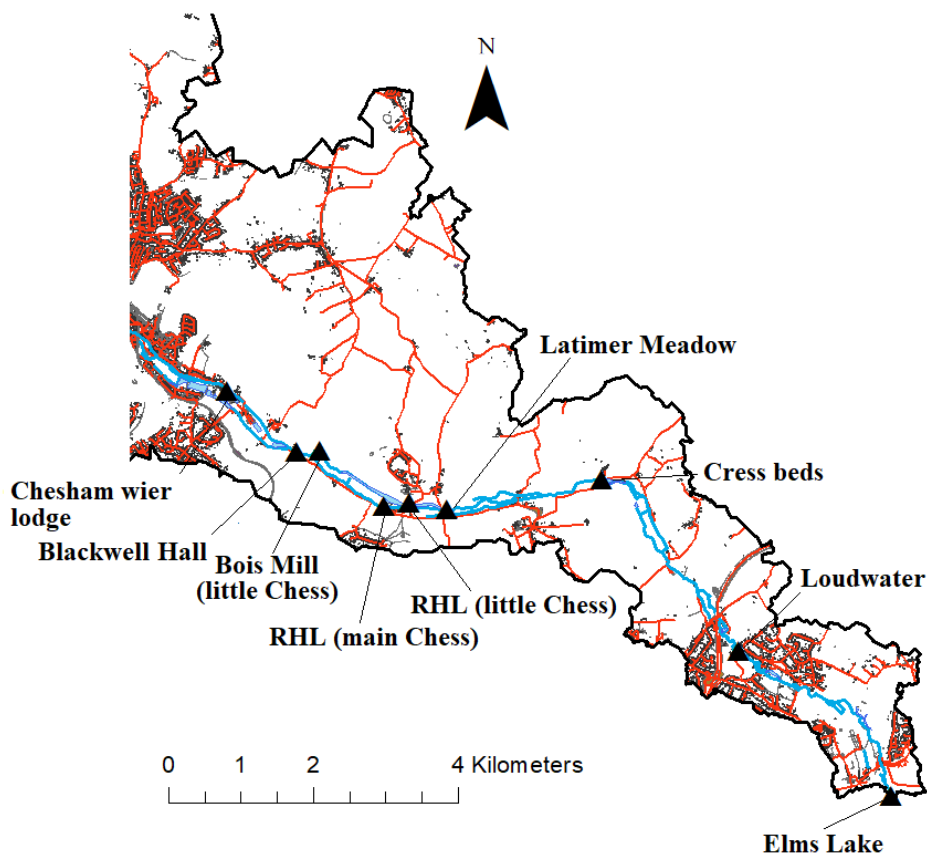 N
Latimer Meadow
Cress beds
Chesham wier
lodge
Blackwell Hall
Bois Mill
(little Chess)
Loudwater
RHL (little Chess)
RHL (main Chess)
0 1 2 4 Kilometers
Elms Lake